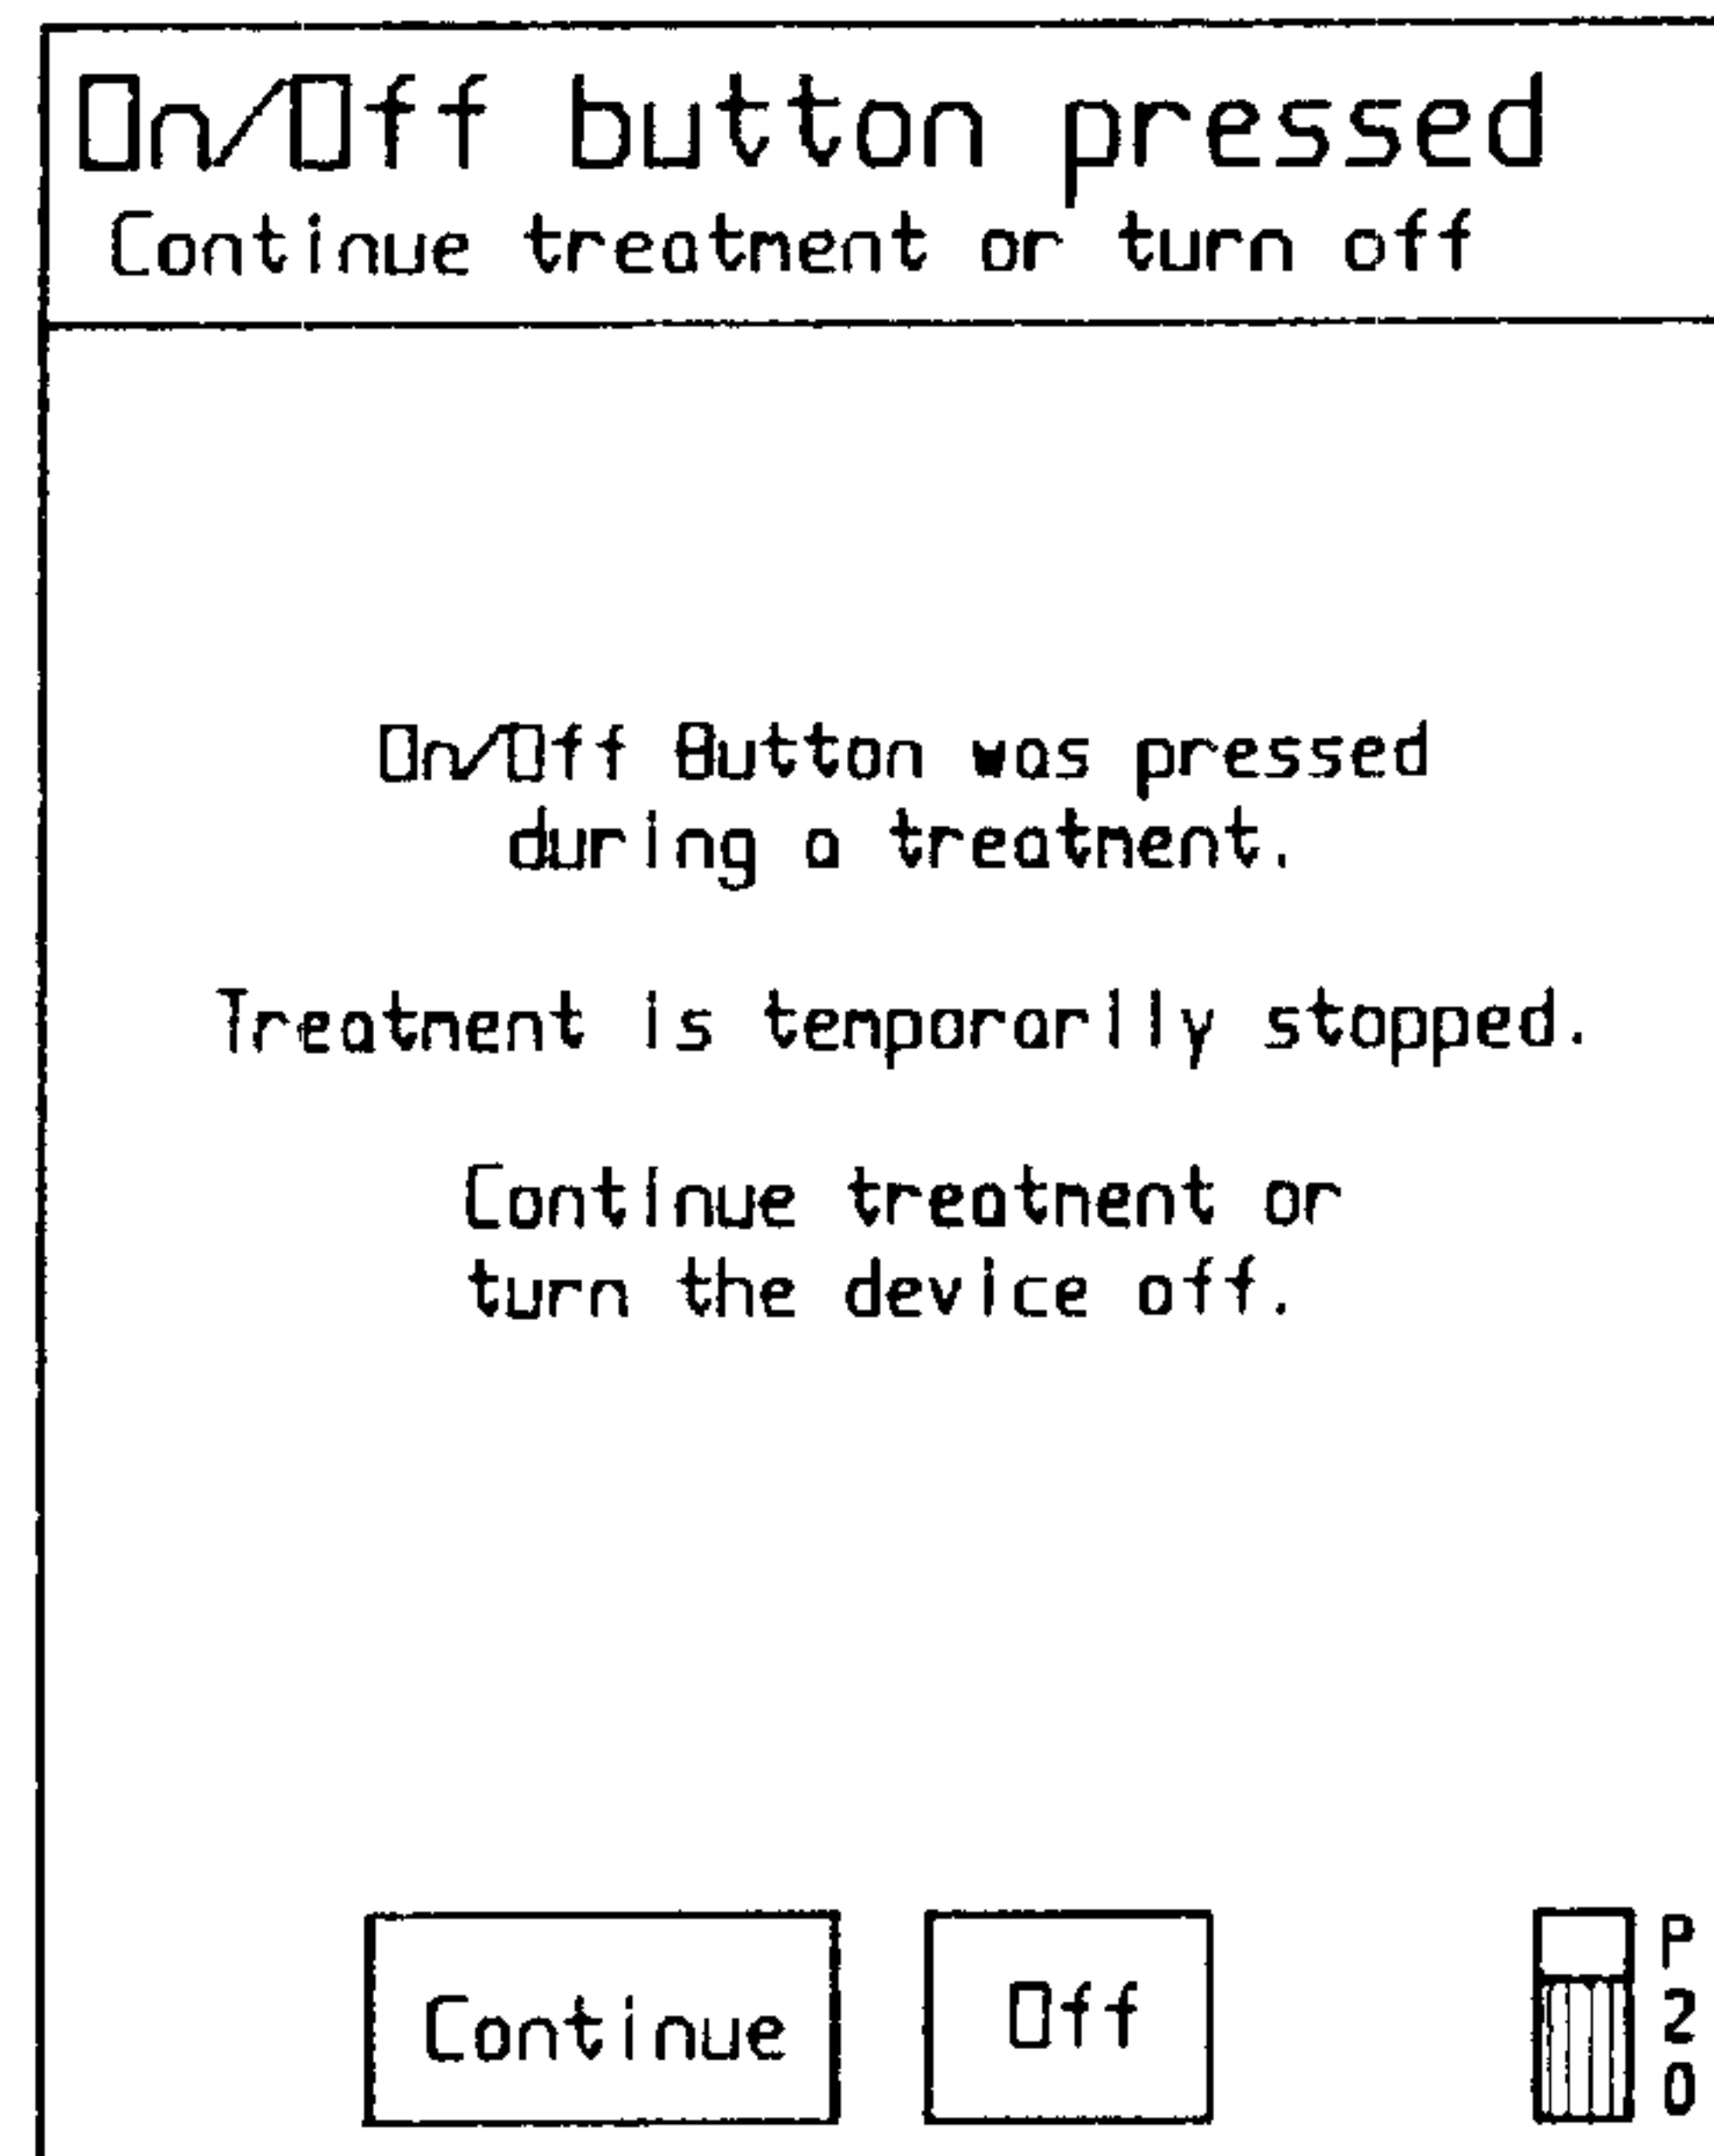 On/Off button pressed
Continue treatment or turn off
On/Off Button was pressed
during a treatment.
Treatment is temporarily stopped.
Continue treatment or
turn the device off.
Continue
Off
P
2
0